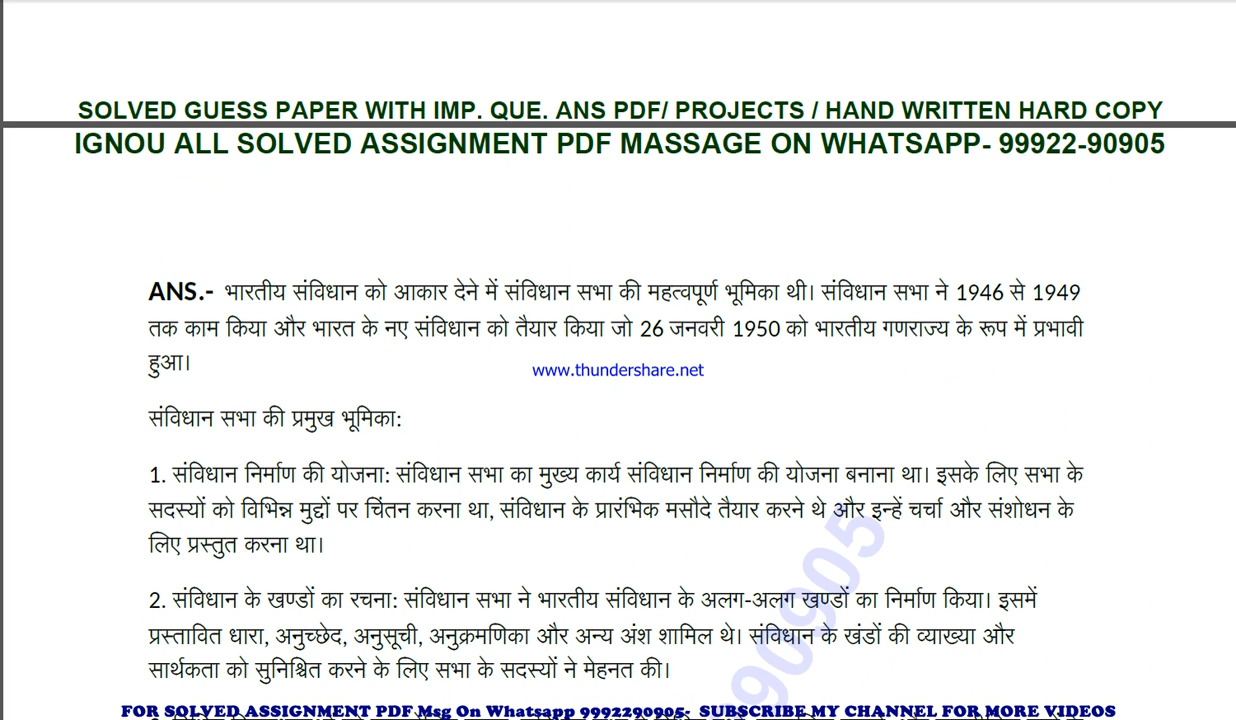 SOLVED GUESS PAPER WITH IMP. QUE. ANS PDF/ PROJECTS / HAND WRITTEN HARD COPY
IGNOU ALL SOLVED ASSIGNMENT PDF MASSAGE ON WHATSAPP- 99922-90905
ANS.- भारतीय संविधान को आकार देने में संविधान सभा की महत्वपूर्ण भूमिका थी। संविधान सभा ने 1946 से 1949
तक काम किया और भारत के नए संविधान को तैयार किया जो 26 जनवरी 1950 को भारतीय गणराज्य के रूप में प्रभावी
हुआ।
www.thundershare.net
संविधान सभा की प्रमुख भूमिका:
1. संविधान निर्माण की योजना: संविधान सभा का मुख्य कार्य संविधान निर्माण की योजना बनाना था। इसके लिए सभा के
सदस्यों को विभिन्न मुद्दों पर चिंतन करना था, संविधान के प्रारंभिक मसौदे तैयार करने थे और इन्हें चर्चा और संशोधन के
लिए प्रस्तुत करना था।
2. संविधान के खण्डों का रचना: संविधान सभा ने भारतीय संविधान के अलग-अलग खण्डों का निर्माण किया। इसमें
प्रस्तावित धारा, अनुच्छेद, अनुसूची, अनुक्रमणिका और अन्य अंश शामिल थे। संविधान के खंडों की व्याख्या और
सार्थकता को सुनिश्चित करने के लिए सभा के सदस्यों ने मेहनत की।
90905
FOR SOLVED ASSIGNMENT PDF Msg On Whatsapp 9992290905- SUBSCRIBE MY CHANNEL FOR MORE VIDEOS